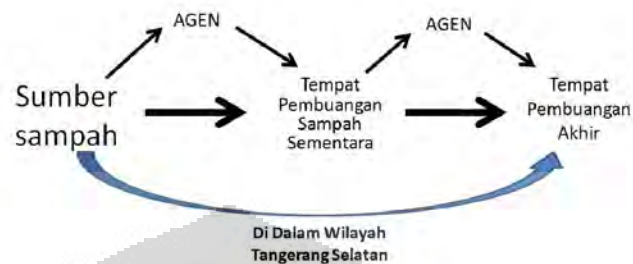 AGEN
AGEN
Sumber
sampah
Tempat
Pembuangan
Sampah
Sementara
Tempat
Pembuangan
Akhir
Di Dalam Wilayah
Tangerang Selatan